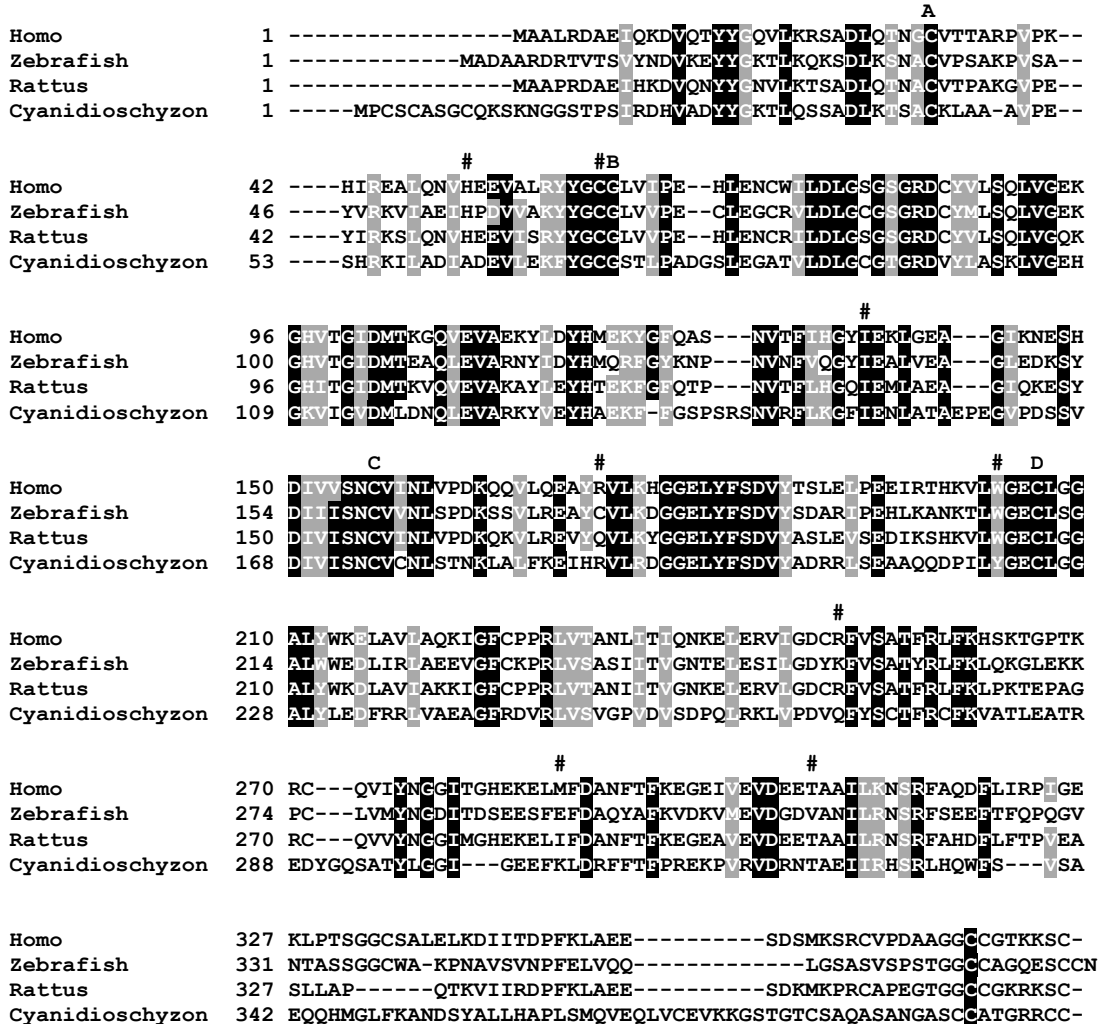 A
Homo 1 -----------------MAALRDAEIQKDVQTYYGQVLKRSADLQTNGCVTTARPVPK--
Zebrafish 1 -------------MADAARDRTVTSVYNDVKEYYGKTLKQKSDLKSNACVPSAKPVSA--
Rattus 1 -----------------MAAPRDAEIHKDVQNYYGNVLKTSADLQTNACVTPAKGVPE--
Cyanidioschyzon 1 -----MPCSCASGCQKSKNGGSTPSIRDHVADYYGKTLQSSADLKTSACKLAA-AVPE--
# #B
Homo 42 ----HIREALQNVHEEVALRYYGCGLVIPE--HLENCWILDLGSGSGRDCYVLSQLVGEK
Zebrafish 46 ----YVRKVIAEIHPDVVAKYYGCGLVVPE--CLEGCRVLDLGCGSGRDCYMLSQLVGEK
Rattus 42 ----YIRKSLQNVHEEVISRYYGCGLVVPE--HLENCRILDLGSGSGRDCYVLSQLVGQK
Cyanidioschyzon 53 ----SHRKILADIADEVLEKFYGCGSTLPADGSLEGATVLDLGCGTGRDVYLASKLVGEH
#
Homo 96 GHVTGIDMTKGQVEVAEKYLDYHMEKYGFQAS---NVTFIHGYIEKLGEA---GIKNESH
Zebrafish 100 GHVTGIDMTEAQLEVARNYIDYHMQRFGYKNP---NVNFVQGYIEALVEA---GLEDKSY
Rattus 96 GHITGIDMTKVQVEVAKAYLEYHTEKFGFQTP---NVTFLHGQIEMLAEA---GIQKESY
Cyanidioschyzon 109 GKVIGVDMLDNQLEVARKYVEYHAEKF-FGSPSRSNVRFLKGFIENLATAEPEGVPDSSV
C # # D
Homo 150 DIVVSNCVINLVPDKQQVLQEAYRVLKHGGELYFSDVYTSLELPEEIRTHKVLWGECLGG
Zebrafish 154 DIIISNCVVNLSPDKSSVLREAYCVLKDGGELYFSDVYSDARIPEHLKANKTLWGECLSG
Rattus 150 DIVISNCVINLVPDKQKVLREVYQVLKYGGELYFSDVYASLEVSEDIKSHKVLWGECLGG
Cyanidioschyzon 168 DIVISNCVCNLSTNKLALFKEIHRVLRDGGELYFSDVYADRRLSEAAQQDPILYGECLGG
#
Homo 210 ALYWKELAVLAQKIGFCPPRLVTANLITIQNKELERVIGDCRFVSATFRLFKHSKTGPTK
Zebrafish 214 ALWWEDLIRLAEEVGFCKPRLVSASIITVGNTELESILGDYKFVSATYRLFKLQKGLEKK
Rattus 210 ALYWKDLAVIAKKIGFCPPRLVTANIITVGNKELERVLGDCRFVSATFRLFKLPKTEPAG
Cyanidioschyzon 228 ALYLEDFRRLVAEAGFRDVRLVSVGPVDVSDPQLRKLVPDVQFYSCTFRCFKVATLEATR
# #
Homo 270 RC---QVIYNGGITGHEKELMFDANFTFKEGEIVEVDEETAAILKNSRFAQDFLIRPIGE
Zebrafish 274 PC---LVMYNGDITDSEESFEFDAQYAFKVDKVMEVDGDVANILRNSRFSEEFTFQPQGV
Rattus 270 RC---QVVYNGGIMGHEKELIFDANFTFKEGEAVEVDEETAAILRNSRFAHDFLFTPVEA
Cyanidioschyzon 288 EDYGQSATYLGGI---GEEFKLDRFFTFPREKPVRVDRNTAEIIRHSRLHQWFS---VSA
Homo 327 KLPTSGGCSALELKDIITDPFKLAEE----------SDSMKSRCVPDAAGGCCGTKKSC-
Zebrafish 331 NTASSGGCWA-KPNAVSVNPFELVQQ-------------LGSASVSPSTGGCCAGQESCCN
Rattus 327 SLLAP------QTKVIIRDPFKLAEE----------SDKMKPRCAPEGTGGCCGKRKSC-
Cyanidioschyzon 342 EQQHMGLFKANDSYALLHAPLSMQVEQLVCEVKKGSTGTCSAQASANGASCCATGRRCC-